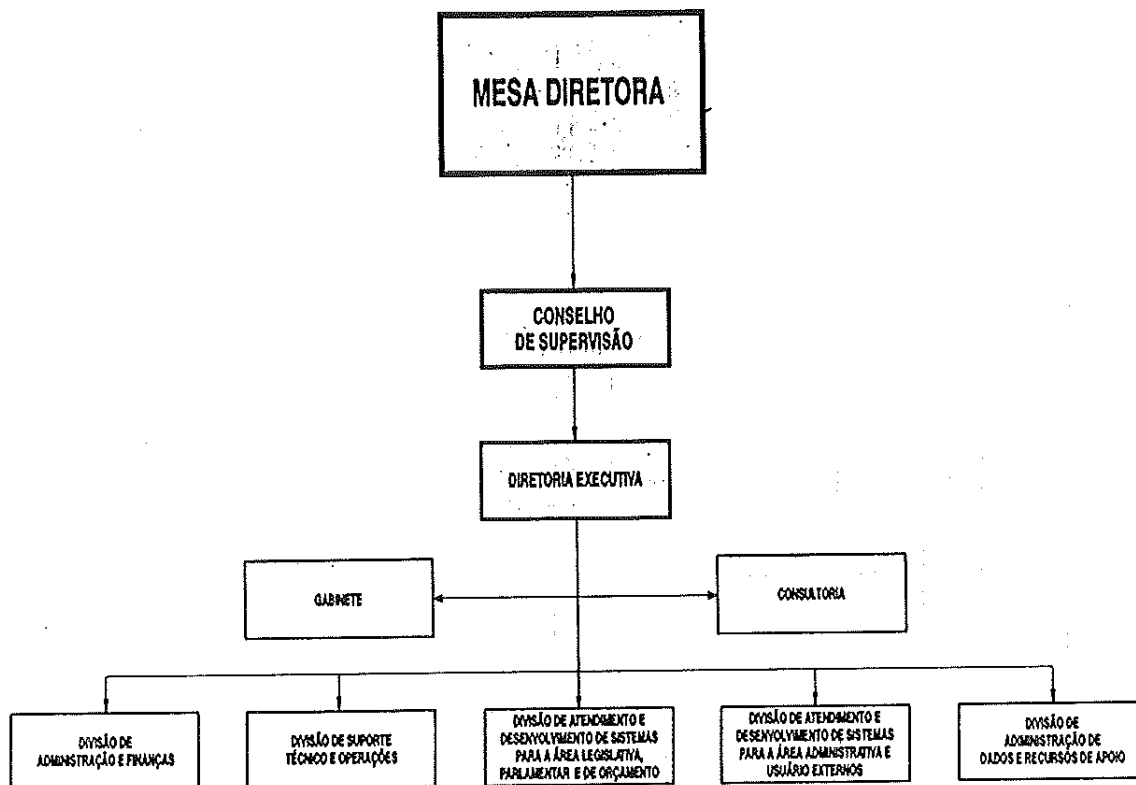 MESA DIRETORA
CONSELHO
DE SUPERVISÃO
DIRETORIA EXECUTIVA
GABINETE
CONSULTORIA
DIVISÃO DE
ADMINISTRAÇÃO E FINANÇAS
DIVISÃO DE SUPORTE
TÉCNICO E OPERAÇÕES
DIVISÃO DE ATENDIMENTO E
DESENVOLVIMENTO DE SISTEMAS
PARA A ÁREA LEGISLATIVA,
PARLAMENTAR E DE ORÇAMENTO
DIVISÃO DE ATENDIMENTO E
DESENVOLVIMENTO DE SISTEMAS
PARA A ÁREA ADMINISTRATIVA E
USUÁRIO EXTERNOS
DIVISÃO DE
ADMINISTRAÇÃO DE
DADOS E RECURSOS DE APOIO